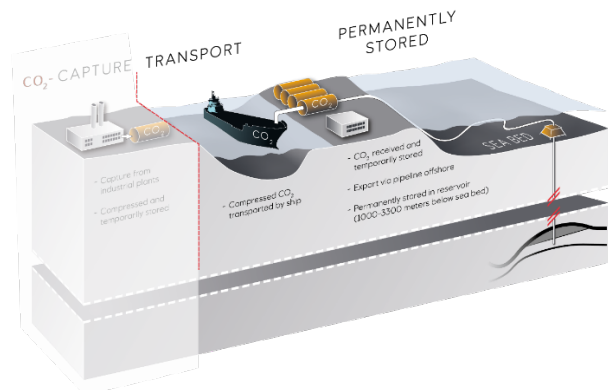 CO2 - CAPTURE
TRANSPORT
PERMANENTLY
STORED
CO2
CO2
CO2
SEA BED
- Capture from
industrial plants
- Compressed and
temporarily stored
- Compressed CO2
transported by ship
- CO2 received and
temporarily stored
- Export via pipeline offshore
- Permanently stored in reservoir
(1000-3300 meters below sea bed)